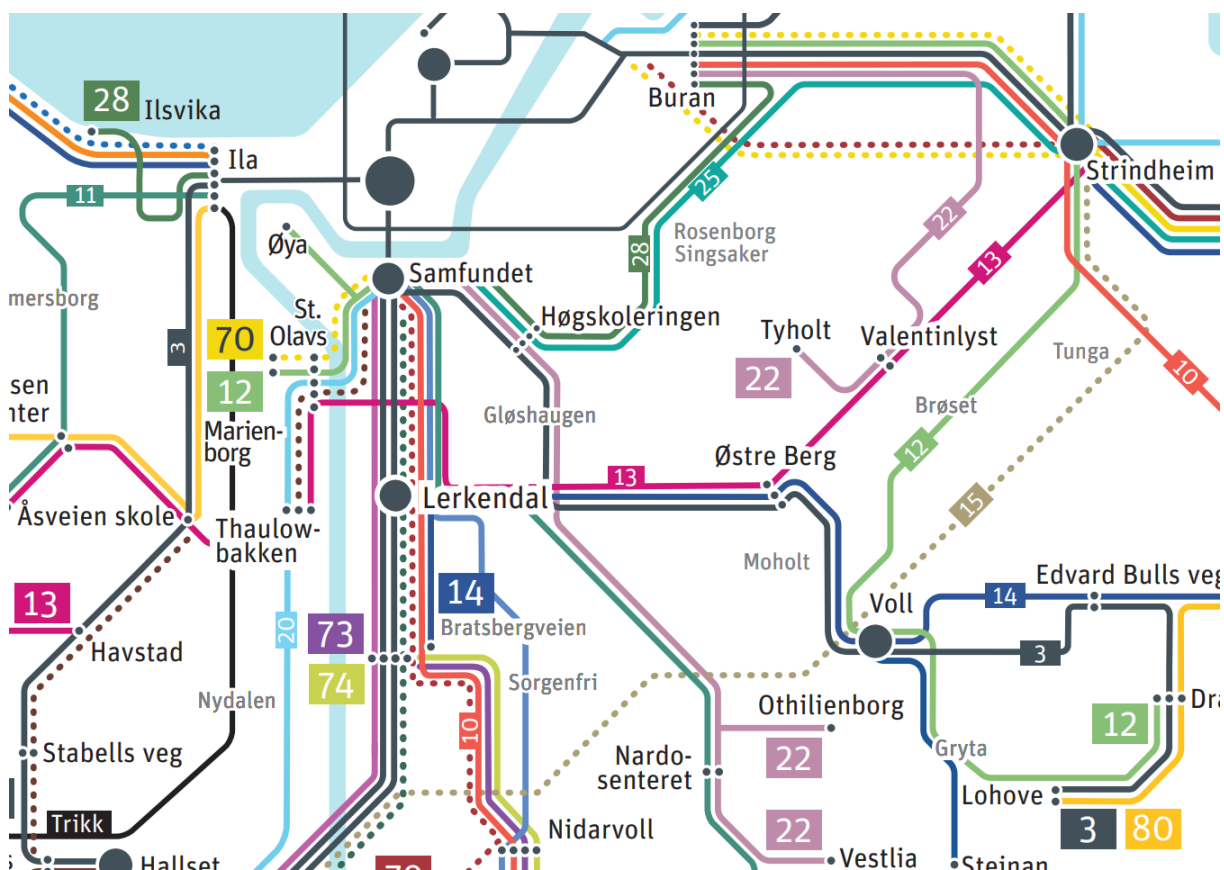 28 Ilsvika
Buran
Ila
11
Strindheim
25
22
Øya
Rosenborg
Singsaker
28
13
Samfundet
mersborg
St.
Olavs
Høgskoleringen
70
3
Tyholt
Valentinlyst
Tunga
22
10
12
sen
nter
Gløshaugen
Brøset
Marien-
borg
12
Østre Berg
13
Lerkendal
15
Åsveien skole
Thaulow-
bakken
Moholt
Edvard Bulls veg
14
Voll
14
13
73
Bratsbergveien
20
Havstad
3
74
Sorgenfri
Nydalen
Othilienborg
12
Dra
10
Stabells veg
22
Gryta
Nardo-
senteret
Lohove
Trikk
Nidarvoll
22
3
80
s
Hallset
Vestlia
Steinan